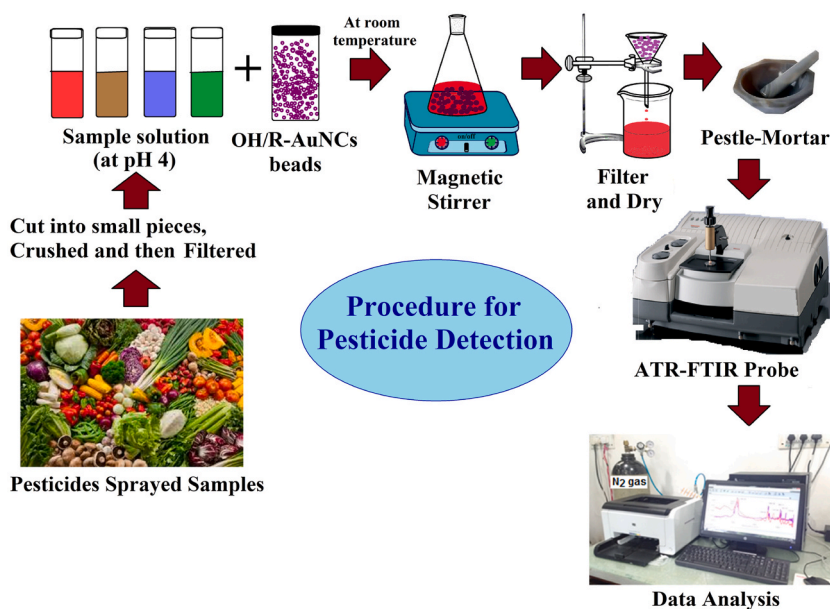 At room
temperature
Sample solution
(at pH 4)
OH/R-AuNCs
beads
on/off
Magnetic
Stirrer
Filter
and Dry
Pestle-Mortar
Cut into small pieces,
Crushed and then Filtered
Procedure for
Pesticide Detection
ATR-FTIR Probe
Pesticides Sprayed Samples
N2 gas
Data Analysis